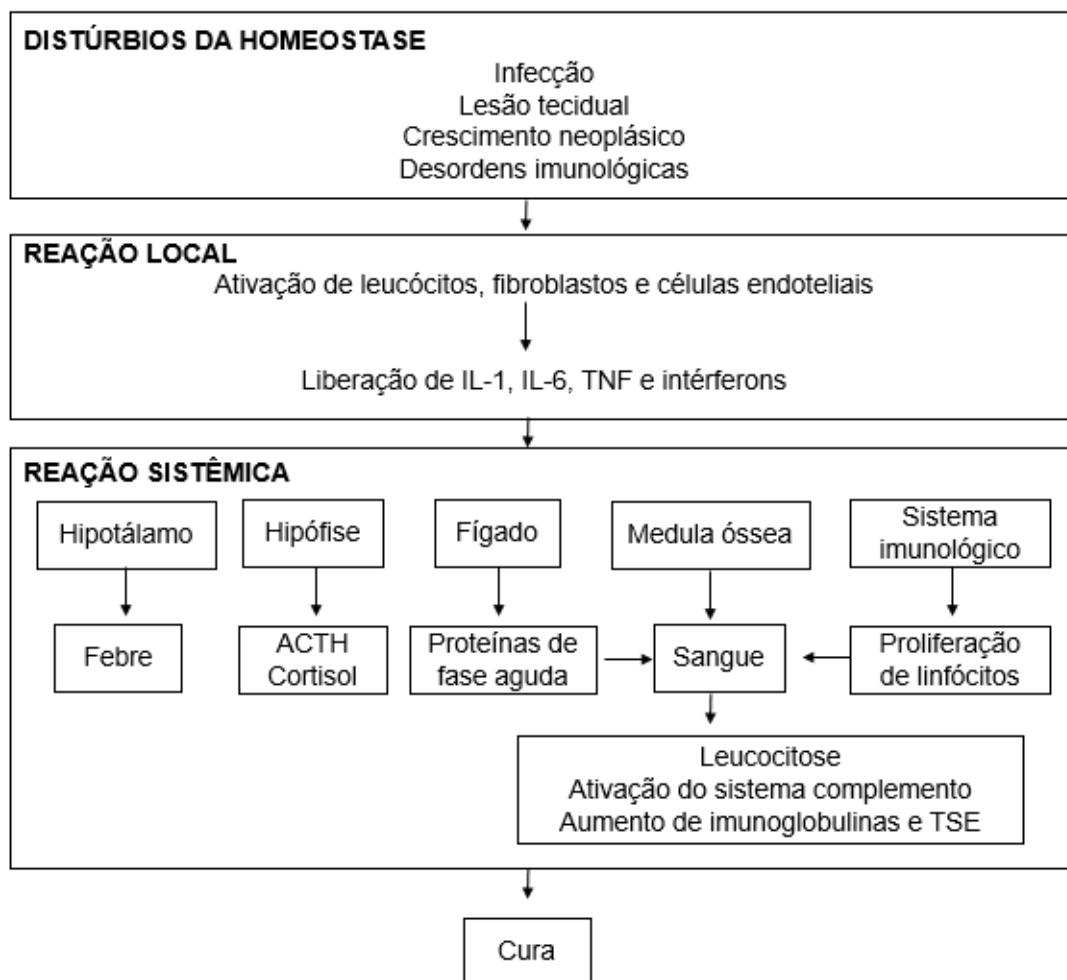 DISTÚRBIOS DA HOMEOSTASE
Infecção
Lesão tecidual
Crescimento neoplásico
Desordens imunológicas
REAÇÃO LOCAL
Ativação de leucócitos, fibroblastos e células endoteliais
Liberação de IL-1, IL-6, TNF e intérferons
REAÇÃO SISTÊMICA
Hipotálamo
Hipófise
Fígado
Medula óssea
Sistema
imunológico
Febre
ACTH
Cortisol
Proteínas de
fase aguda
Sangue
Proliferação
de linfócitos
Leucocitose
Ativação do sistema complemento
Aumento de imunoglobulinas e TSE
Cura